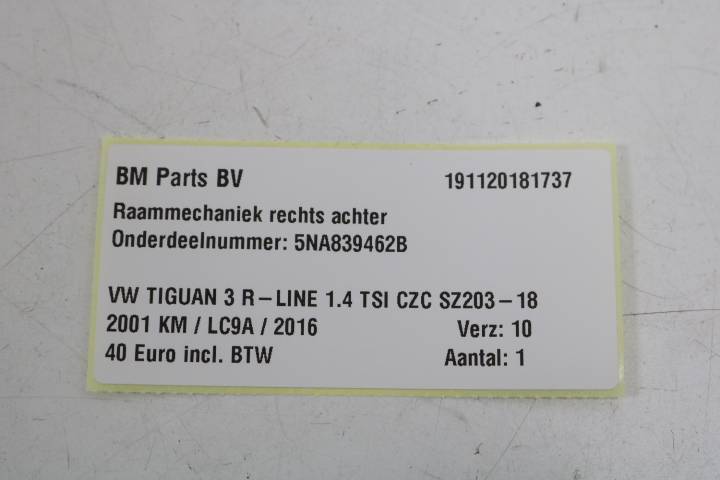 BM Parts BV 191120181737
Raammechaniek rechts achter
Onderdeelnummer: 5NA839462B
VW TIGUAN 3 R-LINE 1.4 TSI CZC SZ203-18
2001 KM / LC9A / 2016 Verz: 10
40 Euro incl. BTW Aantal: 1